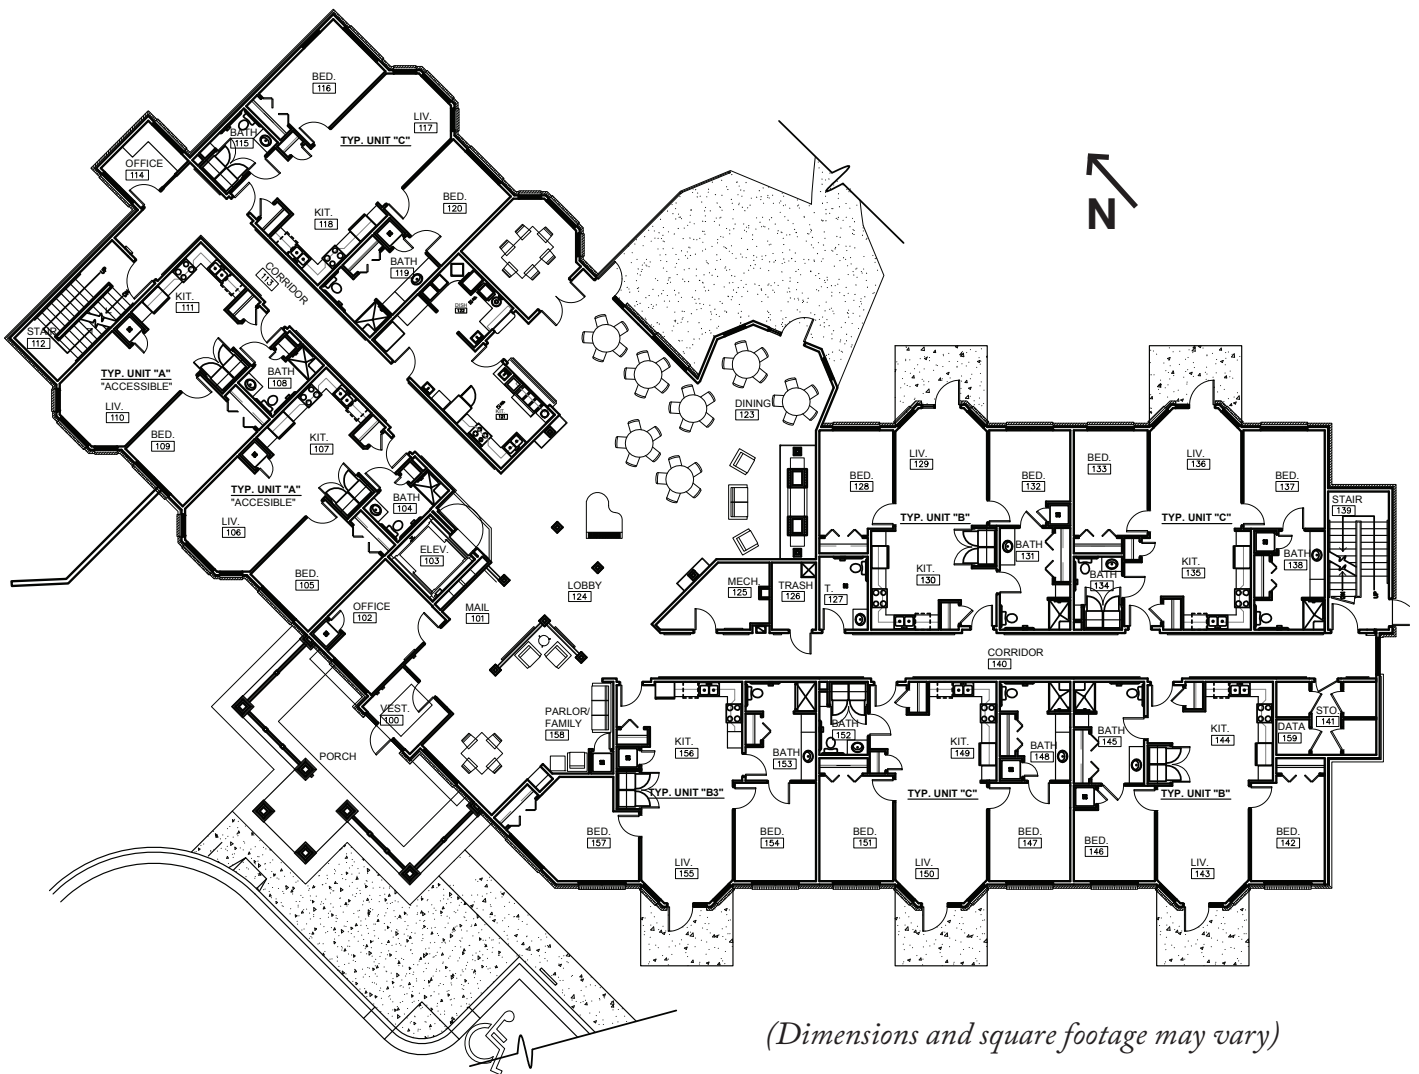 BED.
116
LIV.
117
TYP. UNIT "C"
BATH
115
OFFICE
114
BED.
120
KIT.
118
BATH
119
CORRIDOR
113
N
KIT.
111
STAIR
112
TYP. UNIT "A"
"ACCESSIBLE"
BATH
108
LIV.
110
BED.
109
KIT.
107
TYP. UNIT "A"
"ACCESIBLE"
BATH
104
LIV.
106
ELEV.
103
BED.
105
OFFICE
102
MAIL
101
LOBBY
124
DINING
123
MECH.
125
TRASH
126
T.
127
BED.
128
LIV.
129
BED.
132
TYP. UNIT "B"
KIT.
130
BATH
131
BED.
133
LIV.
136
BED.
137
TYP. UNIT "C"
BATH
134
KIT.
135
BATH
138
STAIR
139
CORRIDOR
140
VEST.
100
PORCH
PARLOR/
FAMILY
158
KIT.
156
BATH
153
TYP. UNIT "B3"
BED.
157
LIV.
155
BED.
154
BATH
152
KIT.
149
BATH
148
TYP. UNIT "C"
BED.
151
LIV.
150
BED.
147
BATH
145
KIT.
144
TYP. UNIT "B"
BED.
146
LIV.
143
BED.
142
STO.
141
DATA
159
(Dimensions and square footage may vary)